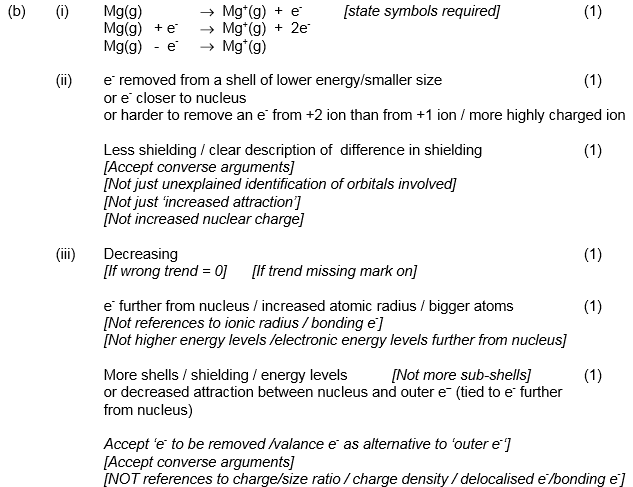 (b) (i) Mg(g) → Mg⁺(g) + e⁻ [state symbols required] (1)
Mg(g) + e⁻ → Mg⁺(g) + 2e⁻
Mg(g) - e⁻ → Mg⁺(g)
(ii) e⁻ removed from a shell of lower energy/smaller size (1)
or e⁻ closer to nucleus
or harder to remove an e⁻ from +2 ion than from +1 ion / more highly charged ion
Less shielding / clear description of difference in shielding (1)
[Accept converse arguments]
[Not just unexplained identification of orbitals involved]
[Not just 'increased attraction']
[Not increased nuclear charge]
(iii) Decreasing (1)
[If wrong trend = 0] [If trend missing mark on]
e⁻ further from nucleus / increased atomic radius / bigger atoms (1)
[Not references to ionic radius / bonding e⁻]
[Not higher energy levels /electronic energy levels further from nucleus]
More shells / shielding / energy levels [Not more sub-shells] (1)
or decreased attraction between nucleus and outer e⁻ (tied to e⁻ further
from nucleus)
Accept 'e⁻ to be removed /valance e⁻ as alternative to 'outer e⁻']
[Accept converse arguments]
[NOT references to charge/size ratio / charge density / delocalised e⁻/bonding e⁻]